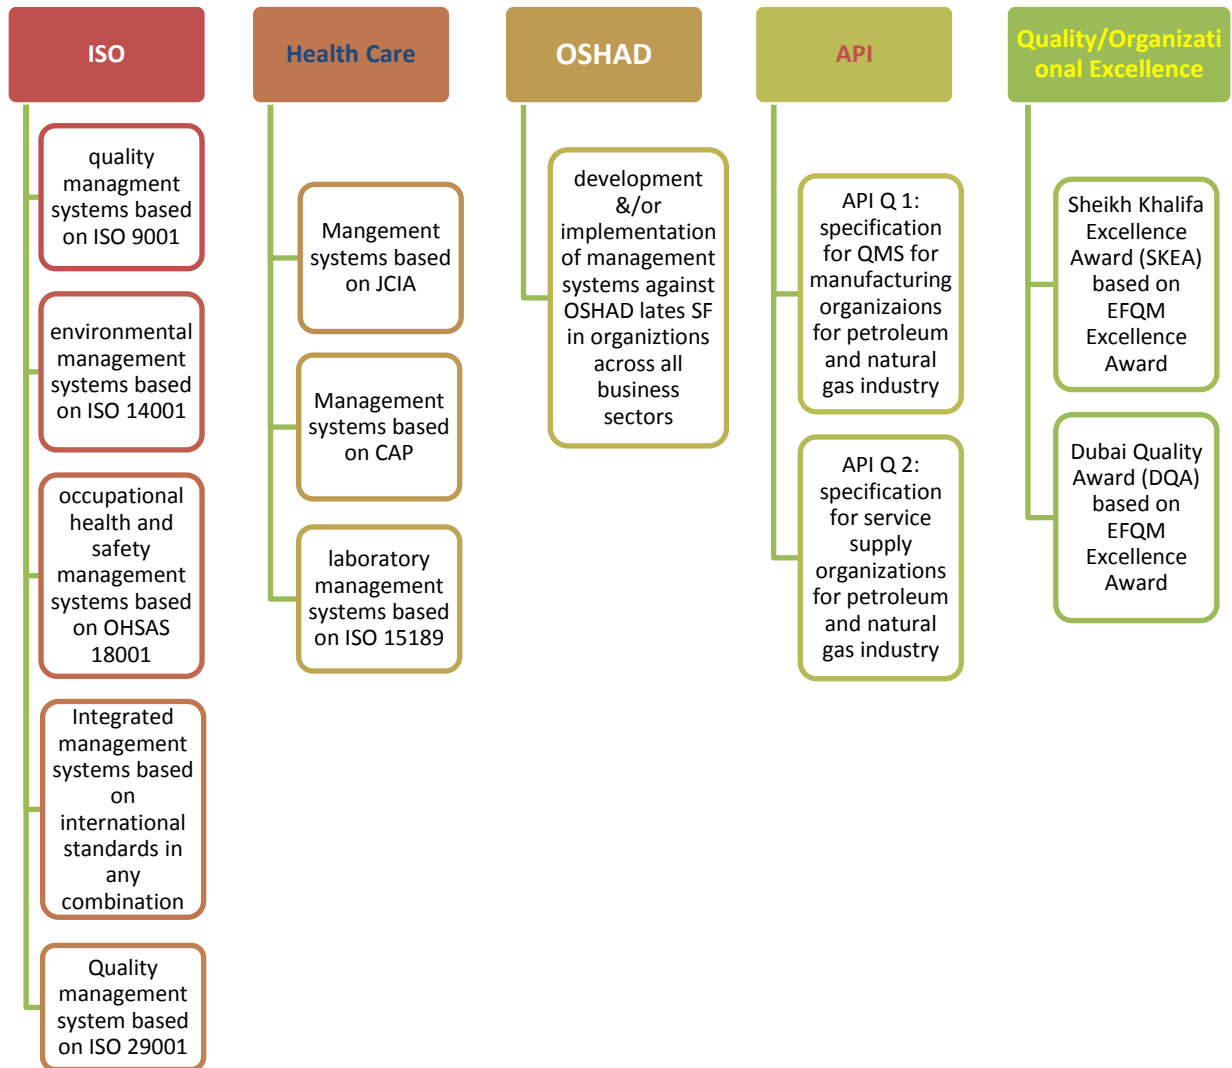 ISO
quality
managment
systems based
on ISO 9001
environmental
management
systems based
on ISO 14001
occupational
health and
safety
management
systems based
on OHSAS
18001
Integrated
management
systems based
on
international
standards in
any
combination
Quality
management
system based
on ISO 29001
Health Care
Mangement
systems based
on JCIA
Management
systems based
on CAP
laboratory
management
systems based
on ISO 15189
OSHAD
development
&/or
implementation
of management
systems against
OSHAD lates SF
in organiztions
across all
business
sectors
API
API Q 1:
specification
for QMS for
manufacturing
organizaions
for petroleum
and natural
gas industry
API Q 2:
specification
for service
supply
organizations
for petroleum
and natural
gas industry
Quality/Organizati
onal Excellence
Sheikh Khalifa
Excellence
Award (SKEA)
based on
EFQM
Excellence
Award
Dubai Quality
Award (DQA)
based on
EFQM
Excellence
Award